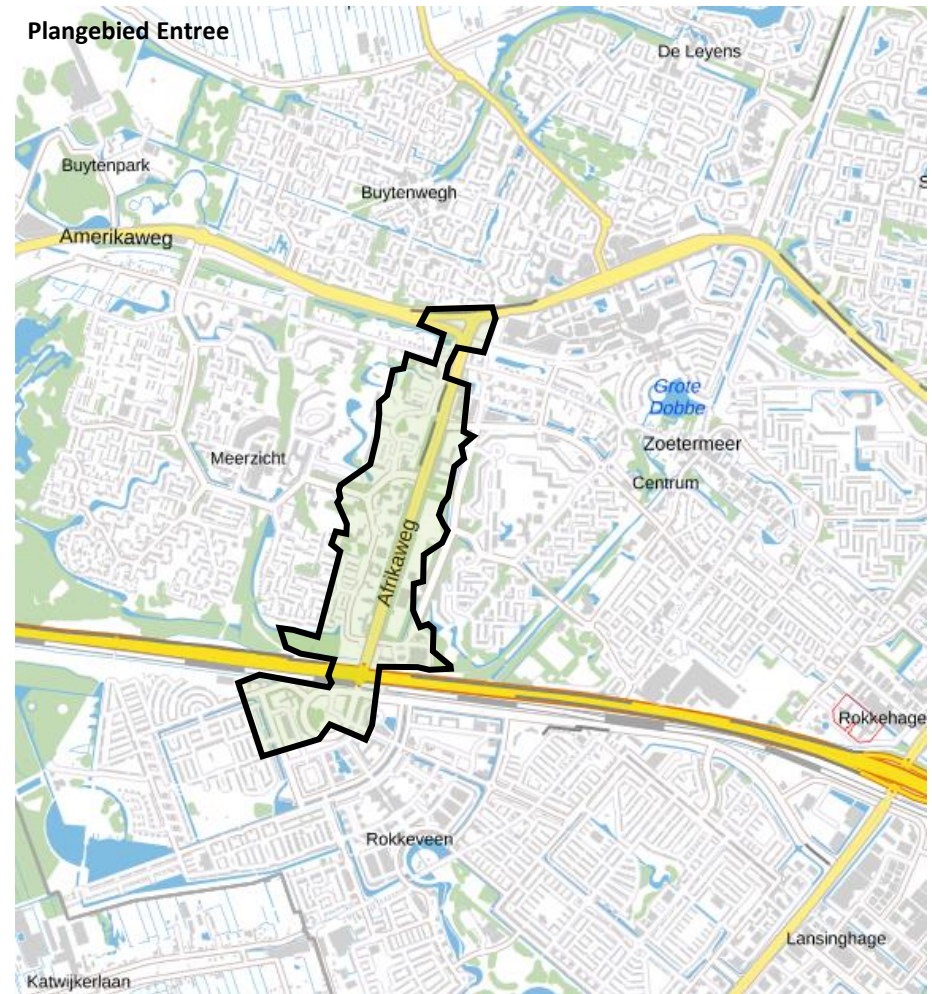 Plangebied Entree
De Leyens
Buytenpark
Buytenwegh
S
Amerikaweg
Grote
Dobbe
Zoetermeer
Meerzicht
Centrum
Afrikaweg
Rokkehage
Rokkeveen
Lansinghage
Katwijkerlaan